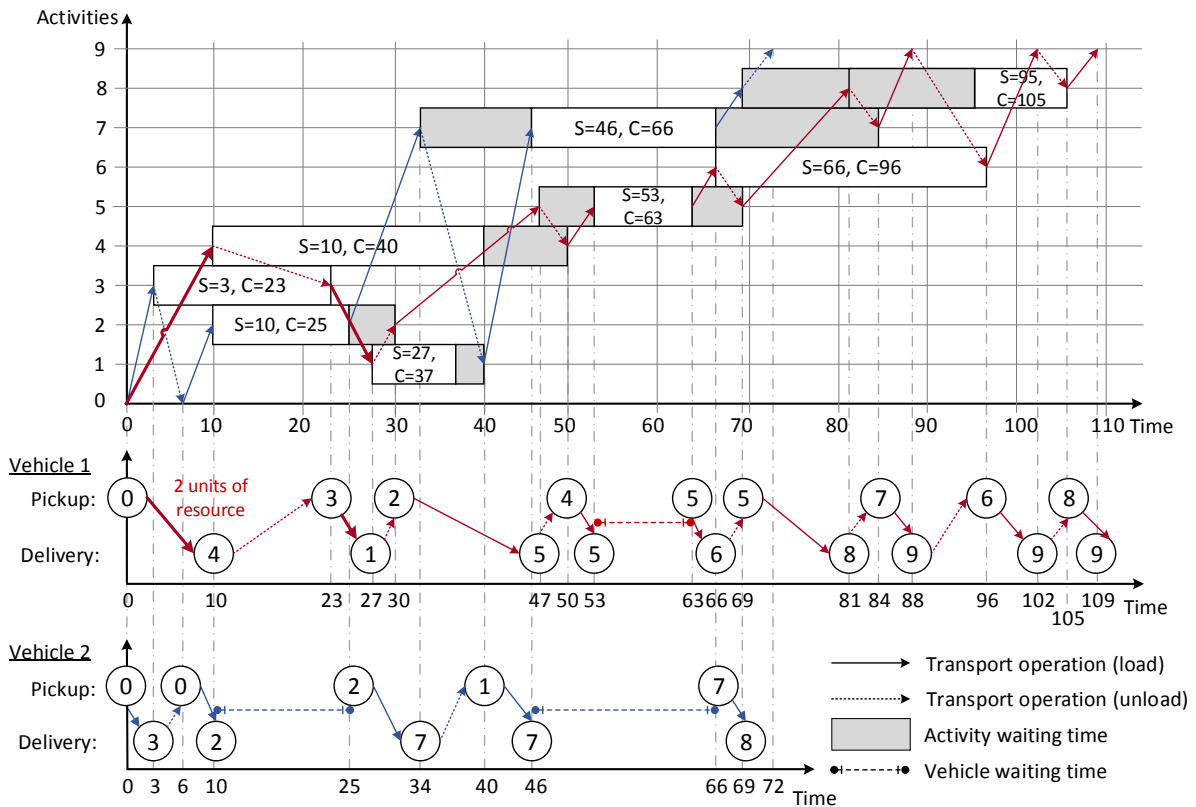 Activities
9
8
7
6
5
4
3
2
1
0
S=95,
C=105
S=46, C=66
S=66, C=96
S=53,
C=63
S=10, C=40
S=3, C=23
S=10, C=25
S=27,
C=37
0 10 20 30 40 50 60 70 80 90 100 110 Time
Vehicle 1
Pickup: 0 3 2 4 5 5 7 6 8
2 units of
resource
Delivery: 4 1 5 5 6 8 9 9 9
0 10 23 27 30 47 50 53 63 66 69 81 84 88 96 102 105 109 Time
Vehicle 2
Pickup: 0 0 2 1 7
Delivery: 3 2 7 7 8
0 3 6 10 25 34 40 46 66 69 72 Time
Transport operation (load)
Transport operation (unload)
Activity waiting time
Vehicle waiting time